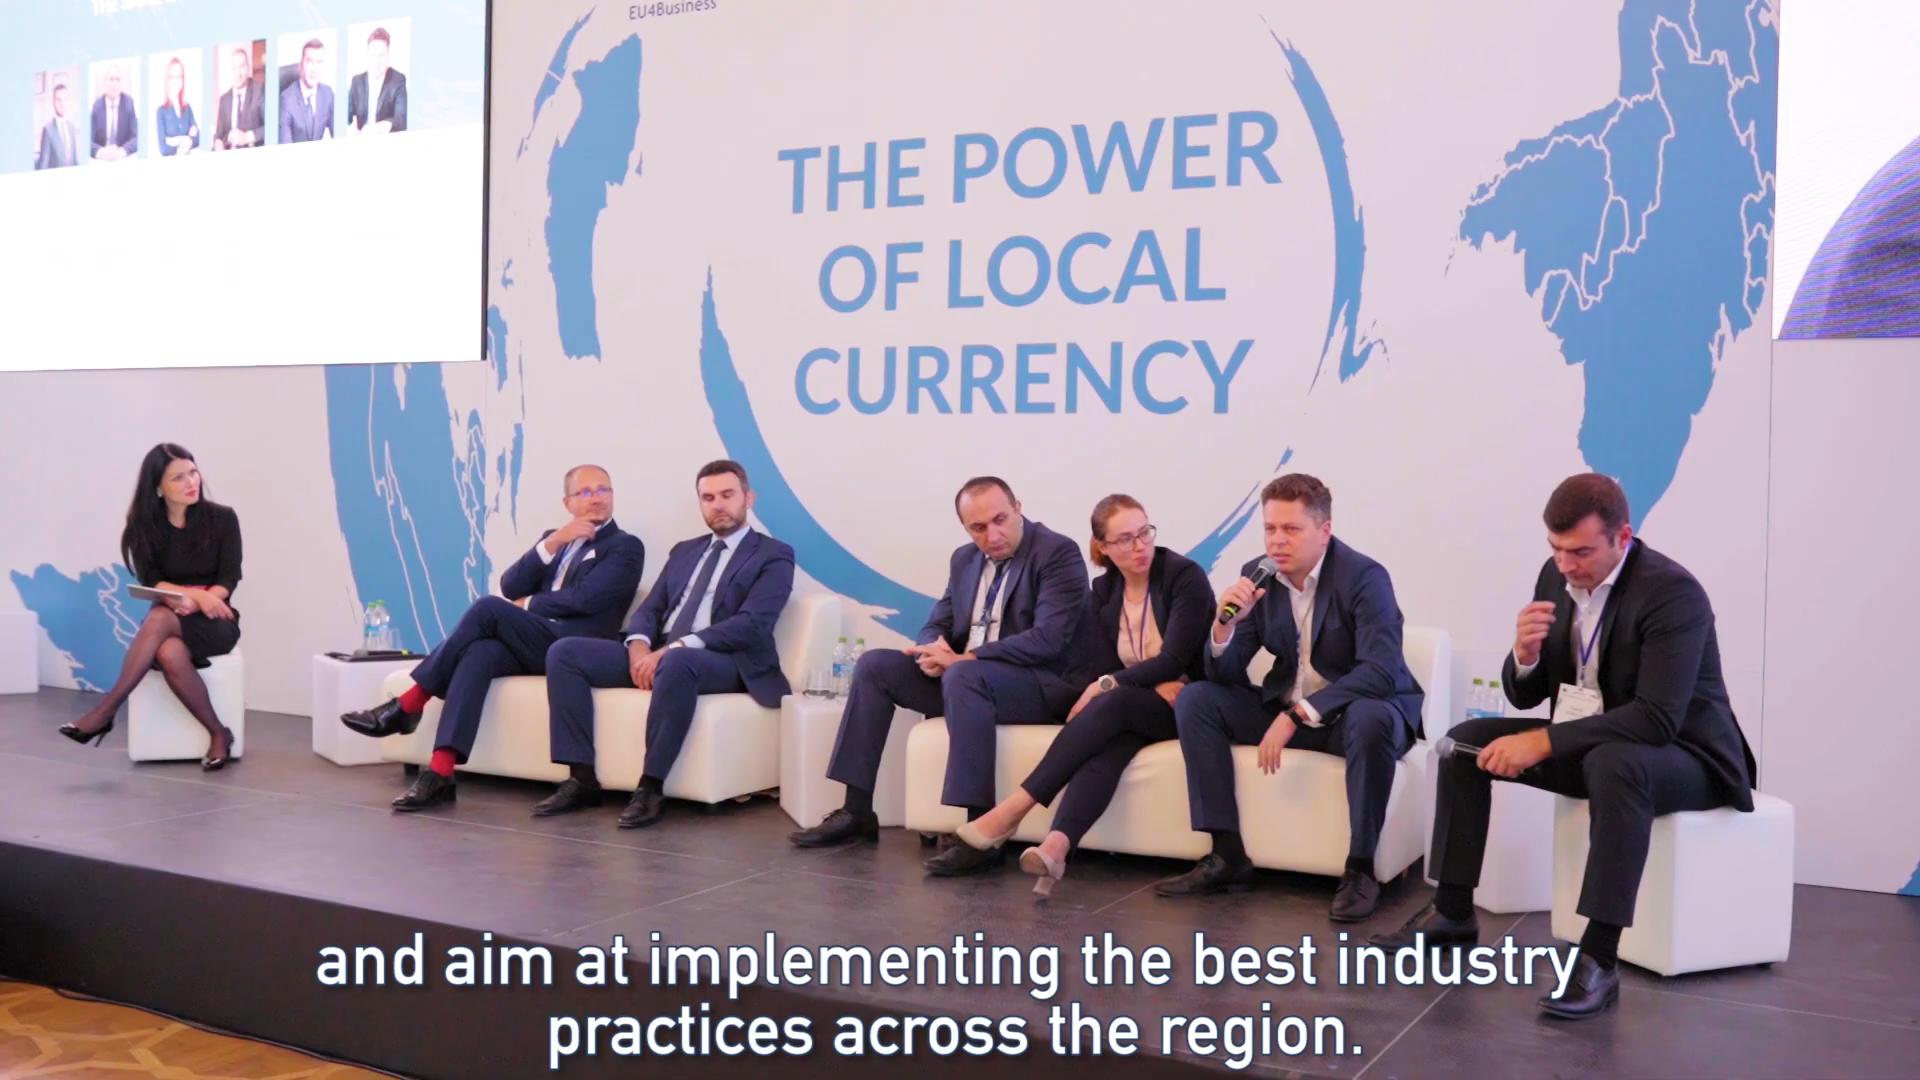 EU4Business
THE POWER
OF LOCAL
CURRENCY
and aim at implementing the best industry
practices across the region.